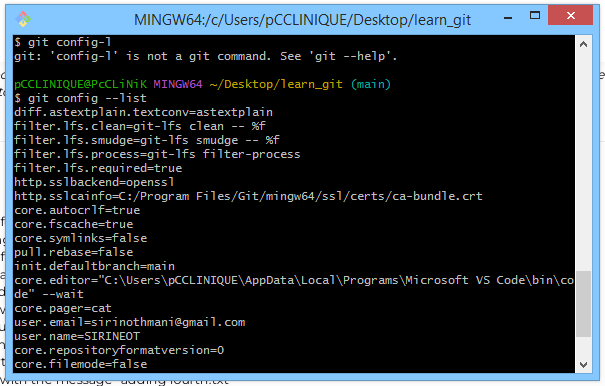 MINGW64:/c/Users/pCCLINIQUE/Desktop/learn_git
$ git config-l
git: 'config-l' is not a git command. See 'git --help'.
pCCLINIQUE@PcCLiNiK MINGW64 ~/Desktop/learn_git (main)
$ git config --list
diff.astextplain.textconv=astextplain
filter.lfs.clean=git-lfs clean -- %f
filter.lfs.smudge=git-lfs smudge -- %f
filter.lfs.process=git-lfs filter-process
filter.lfs.required=true
http.sslbackend=openssl
http.sslcainfo=C:/Program Files/Git/mingw64/ssl/certs/ca-bundle.crt
core.autocrlf=true
core.fscache=true
core.symlinks=false
pull.rebase=false
init.defaultbranch=main
core.editor="C:\Users\pCCLINIQUE\AppData\Local\Programs\Microsoft VS Code\bin\co
de" --wait
core.pager=cat
user.email=sirinothmani@gmail.com
user.name=SIRINEOT
core.repositoryformatversion=0
core.filemode=false
with the message "adding fourth.txt"